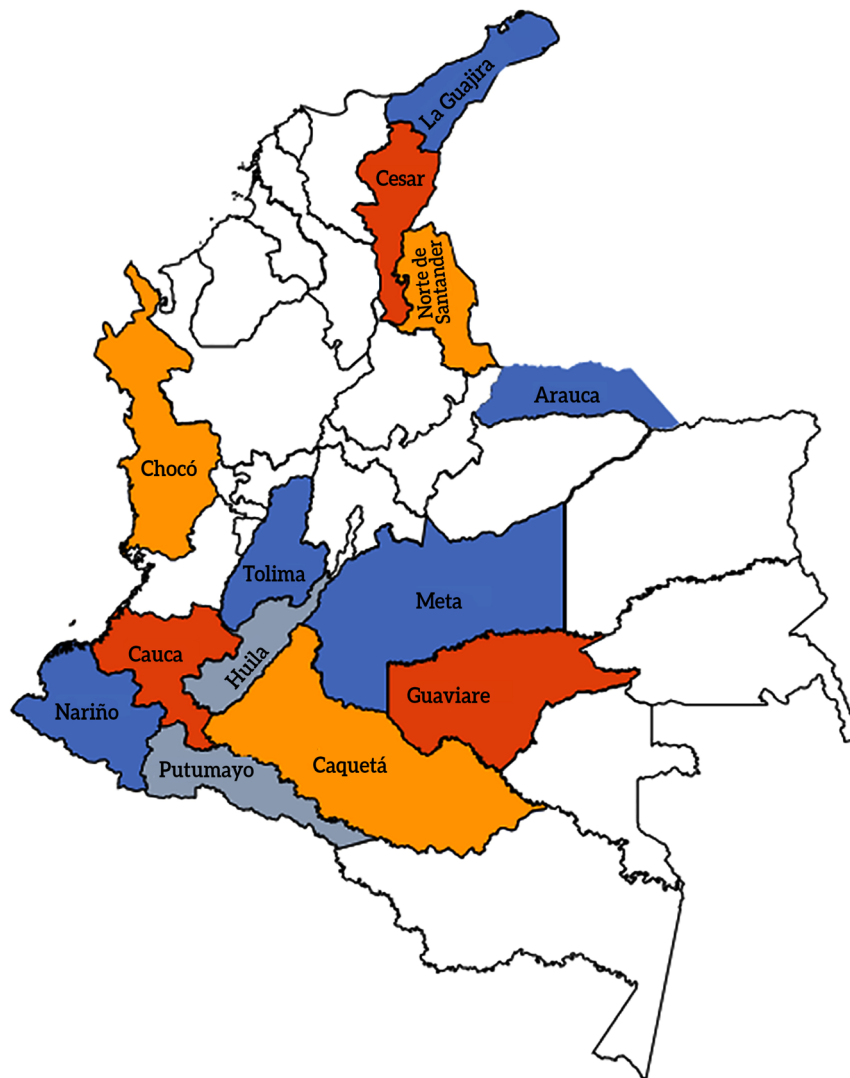 La Guajira
Cesar
Norte de
Santander
Arauca
Chocó
Tolima
Meta
Cauca
Huila
Guaviare
Nariño
Putumayo
Caquetá